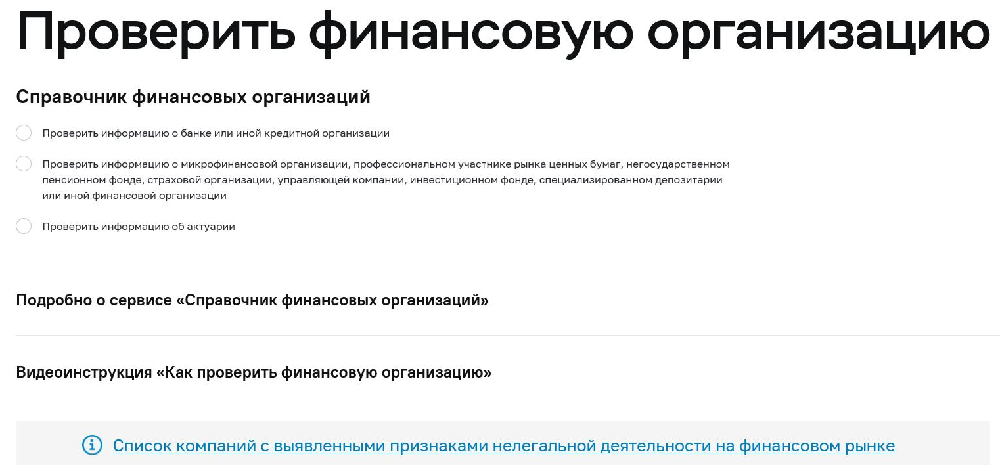 Проверить финансовую организацию
Справочник финансовых организаций
Проверить информацию о банке или иной кредитной организации
Проверить информацию о микрофинансовой организации, профессиональном участнике рынка ценных бумаг, негосударственном
пенсионном фонде, страховой организации, управляющей компании, инвестиционном фонде, специализированном депозитарии
или иной финансовой организации
Проверить информацию об актуарии
Подробно о сервисе «Справочник финансовых организаций»
Видеоинструкция «Как проверить финансовую организацию»
Список компаний с выявленными признаками нелегальной деятельности на финансовом рынке